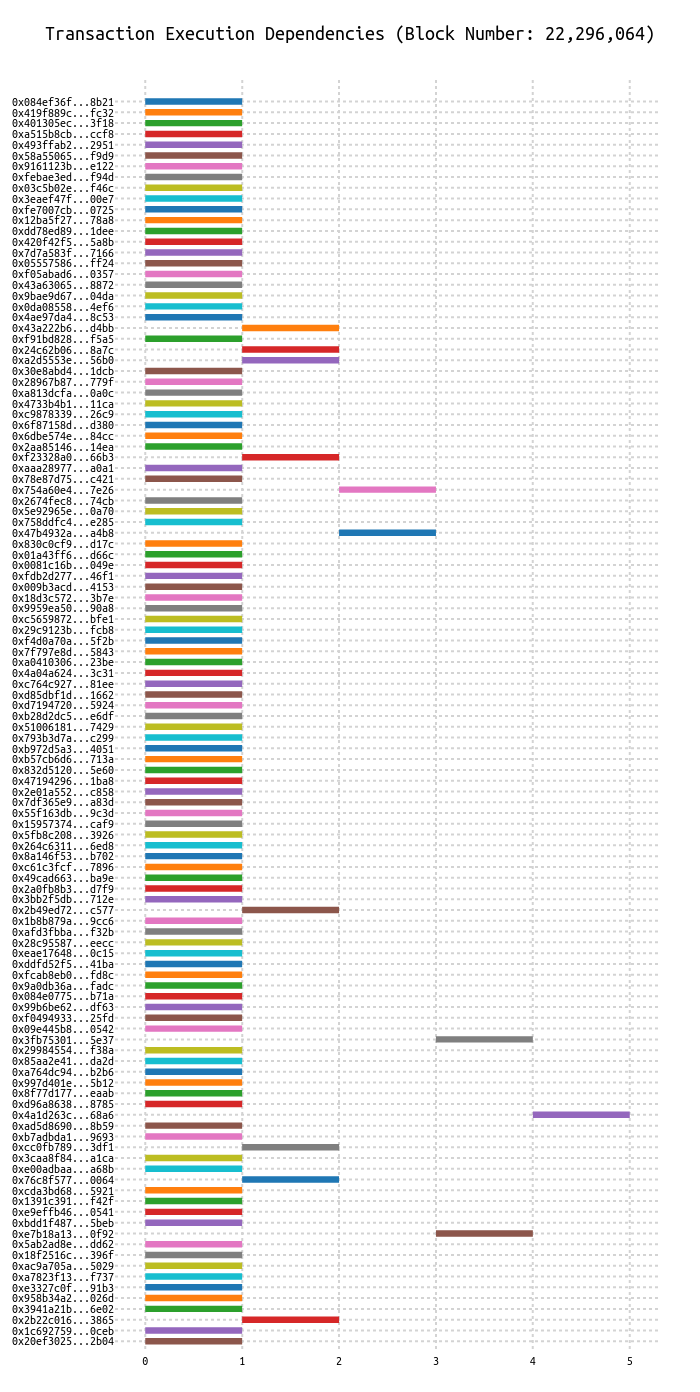 Transaction Execution Dependencies (Block Number: 22,296,064)
0x084ef36f...8b21
0x419f889c...fc32
0x401305ec...3f18
0xa515b8cb...ccf8
0x493ffab2...2951
0x58a55065...f9d9
0x9161123b...e122
0xfebae3ed...f94d
0x03c5b02e...f46c
0x3eaef47f...00e7
0xfe7007cb...0725
0x12ba5f27...78a8
0xdd78ed89...1dee
0x420f42f5...5a8b
0x7d7a583f...7166
0x05557586...ff24
0xf05abad6...0357
0x43a63065...8872
0x9bae9d67...04da
0x0da08558...4ef6
0x4ae97da4...8c53
0x43a222b6...d4bb
0xf91bd828...f5a5
0x24c62b06...8a7c
0xa2d5553e...56b0
0x30e8abd4...1dcb
0x28967b87...779f
0xa813dcfa...0a0c
0x4733b4b1...11ca
0xc9878339...26c9
0x6f87158d...d380
0x6dbe574e...84cc
0x2aa85146...14ea
0xf23328a0...66b3
0xaaa28977...a0a1
0x78e87d75...c421
0x754a60e4...7e26
0x2674fec8...74cb
0x5e92965e...0a70
0x758ddfc4...e285
0x47b4932a...a4b8
0x830c0cf9...d17c
0x01a43ff6...d66c
0x0081c16b...049e
0xfdb2d277...46f1
0x009b3acd...4153
0x18d3c572...3b7e
0x9959ea50...90a8
0xc5659872...bfe1
0x29c9123b...fcb8
0xf4d0a70a...5f2b
0x7f797e8d...5843
0xa0410306...23be
0x4a04a624...3c31
0xc764c927...81ee
0xd85dbf1d...1662
0xd7194720...5924
0xb28d2dc5...e6df
0x51006181...7429
0x793b3d7a...c299
0xb972d5a3...4051
0xb57cb6d6...713a
0x832d5120...5e60
0x47194296...1ba8
0x2e01a552...c858
0x7df365e9...a83d
0x55f163db...9c3d
0x15957374...caf9
0x5fb8c208...3926
0x264c6311...6ed8
0x8a146f53...b702
0xc61c3fcf...7896
0x49cad663...ba9e
0x2a0fb8b3...d7f9
0x3bb2f5db...712e
0x2b49ed72...c577
0x1b8b879a...9cc6
0xafd3fbba...f32b
0x28c95587...eecc
0xeae17648...0c15
0xddfd52f5...41ba
0xfcab8eb0...fd8c
0x9a0db36a...fadc
0x084e0775...b71a
0x99b6be62...df63
0xf0494933...25fd
0x09e445b8...0542
0x3fb75301...5e37
0x29984554...f38a
0x85aa2e41...da2d
0xa764dc94...b2b6
0x997d401e...5b12
0x8f77d177...eaab
0xd96a8638...8785
0x4a1d263c...68a6
0xad5d8690...8b59
0xb7adbda1...9693
0xcc0fb789...3df1
0x3caa8f84...a1ca
0xe00adbaa...a68b
0x76c8f577...0064
0xcda3bd68...5921
0x1391c391...f42f
0xe9effb46...0541
0xbdd1f487...5beb
0xe7b18a13...0f92
0x5ab2ad8e...dd62
0x18f2516c...396f
0xac9a705a...5029
0xa7823f13...f737
0xe3327c0f...91b3
0x958b34a2...026d
0x3941a21b...6e02
0x2b22c016...3865
0x1c692759...0ceb
0x20ef3025...2b04
0 1 2 3 4 5